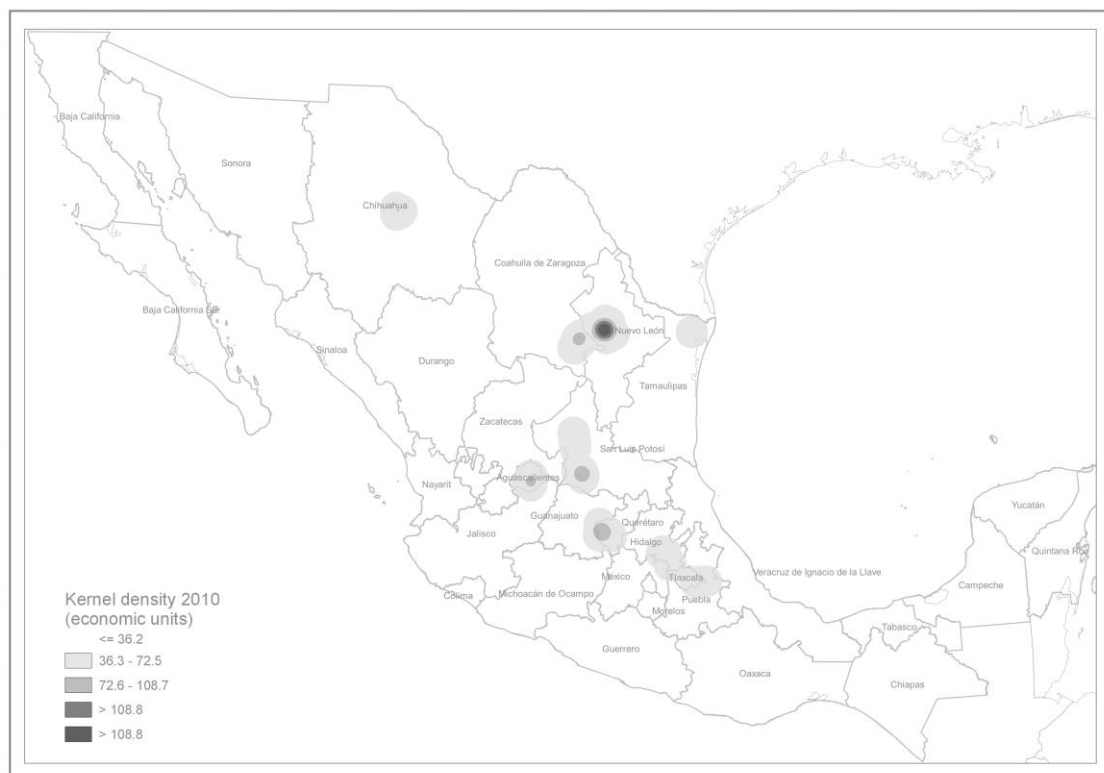 Baja California
Sonora
Chihuahua
Coahuila de Zaragoza
Baja California Sur
Nuevo León
Sinaloa
Durango
Tamaulipas
Zacatecas
San Luis Potosí
Nayarit
Aguascalientes
Guanajuato
Querétaro
Yucatán
Jalisco
Hidalgo
Quintana Roo
México
Tlaxcala
Veracruz de Ignacio de la Llave
Campeche
Colima
Michoacán de Ocampo
Puebla
Morelos
Tabasco
Guerrero
Oaxaca
Chiapas
Kernel density 2010
(economic units)
<= 36.2
36.3 - 72.5
72.6 - 108.7
> 108.8
> 108.8